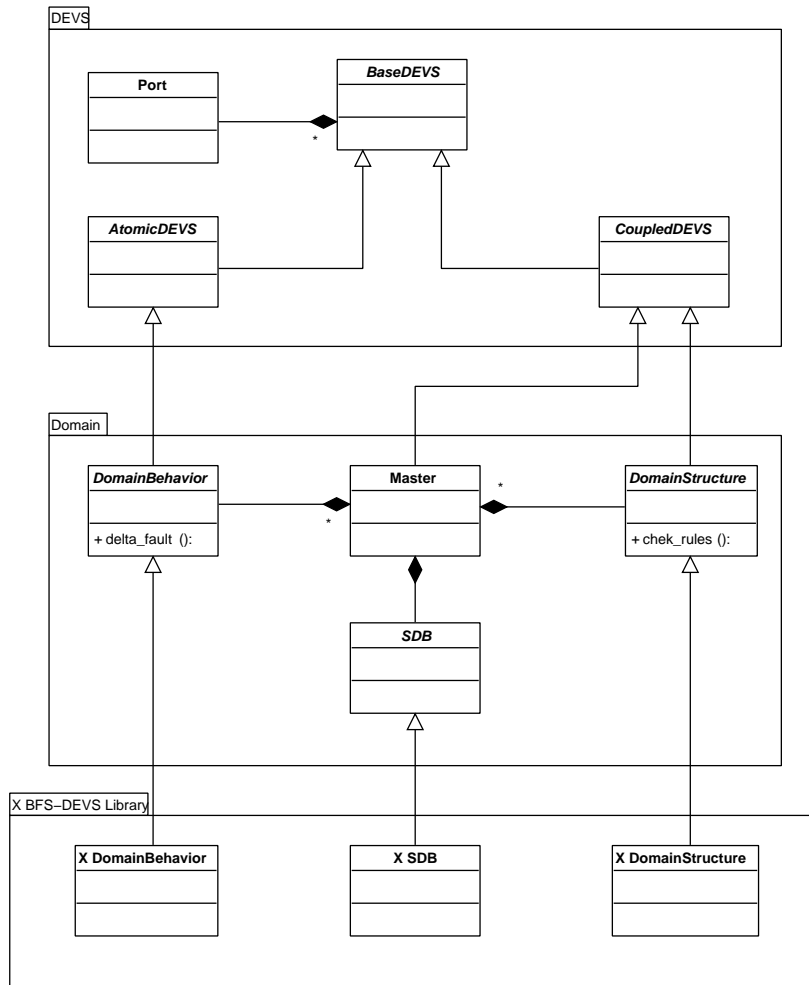 DEVS
Port
BaseDEVS
*
AtomicDEVS
CoupledDEVS
Domain
DomainBehavior
+ delta_fault ():
*
Master
*
DomainStructure
+ chek_rules ():
SDB
X BFS−DEVS Library
X DomainBehavior
X SDB
X DomainStructure